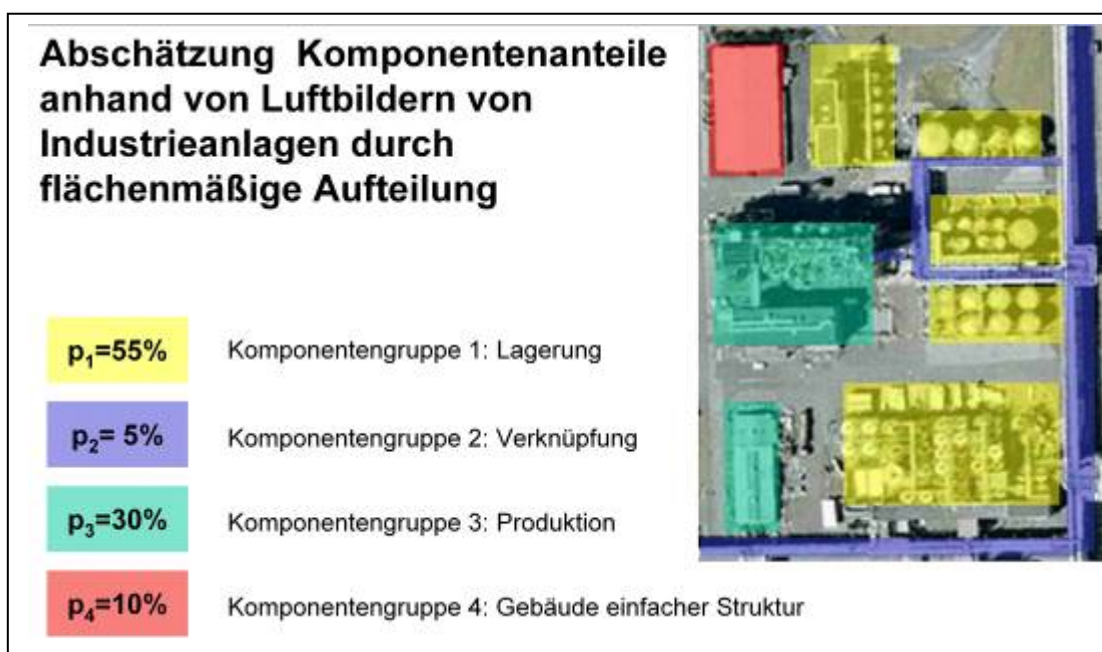 Abschätzung Komponentenanteile
anhand von Luftbildern von
Industrieanlagen durch
flächenmäßige Aufteilung
p₁=55% Komponentengruppe 1: Lagerung
p₂= 5% Komponentengruppe 2: Verknüpfung
p₃=30% Komponentengruppe 3: Produktion
p₄=10% Komponentengruppe 4: Gebäude einfacher Struktur